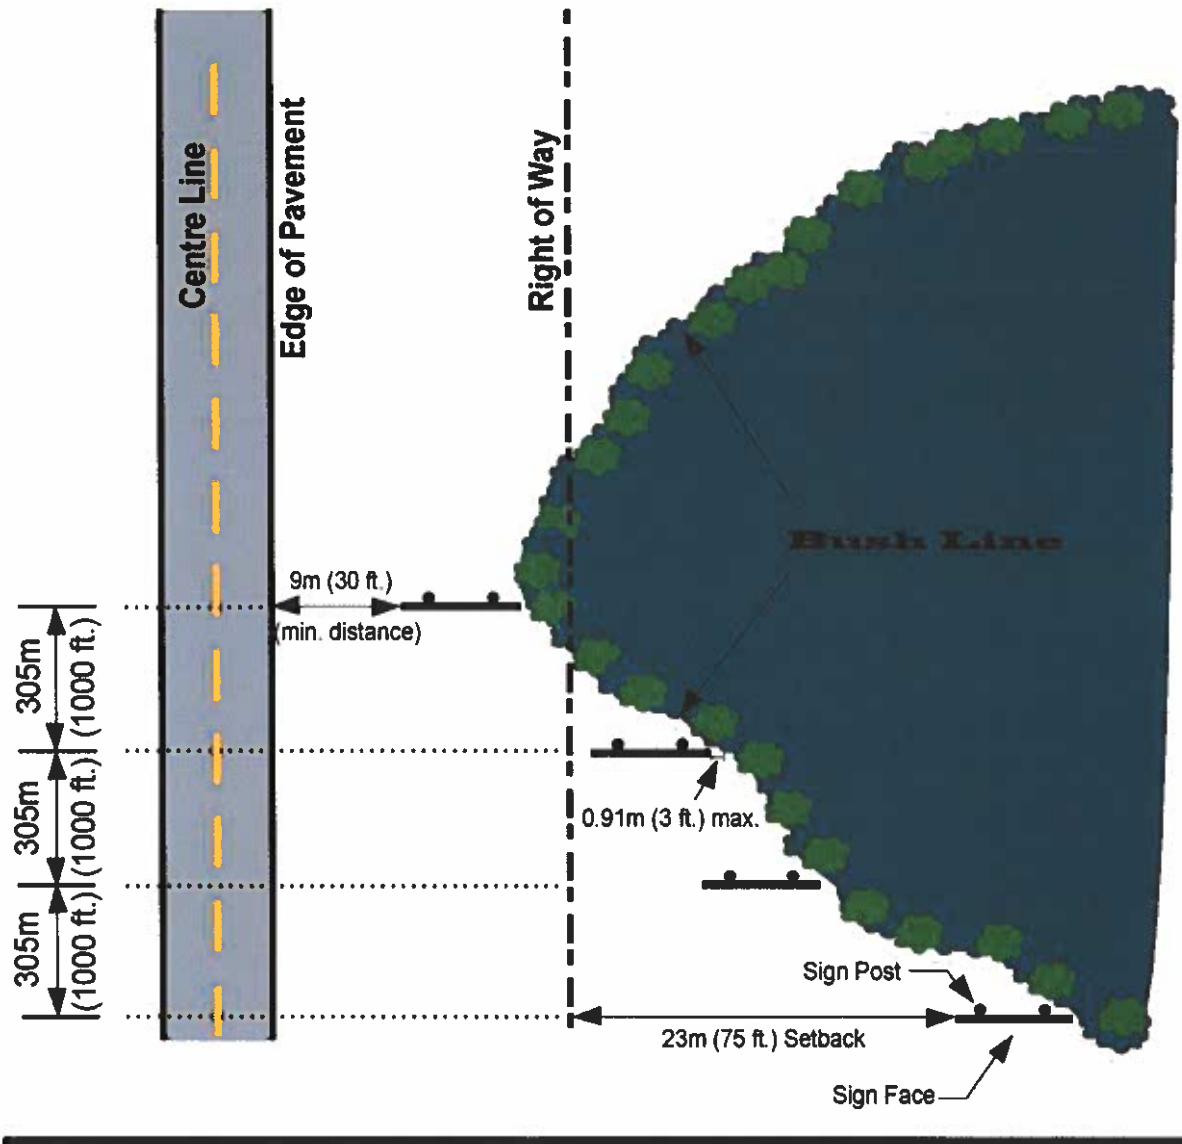 Centre Line
Edge of Pavement
Right of Way
Bush Line
9m (30 ft.)
(min. distance)
305m
(1000 ft.)
0.91m (3 ft.) max.
305m
(1000 ft.)
305m
(1000 ft.)
Sign Post
23m (75 ft.) Setback
Sign Face